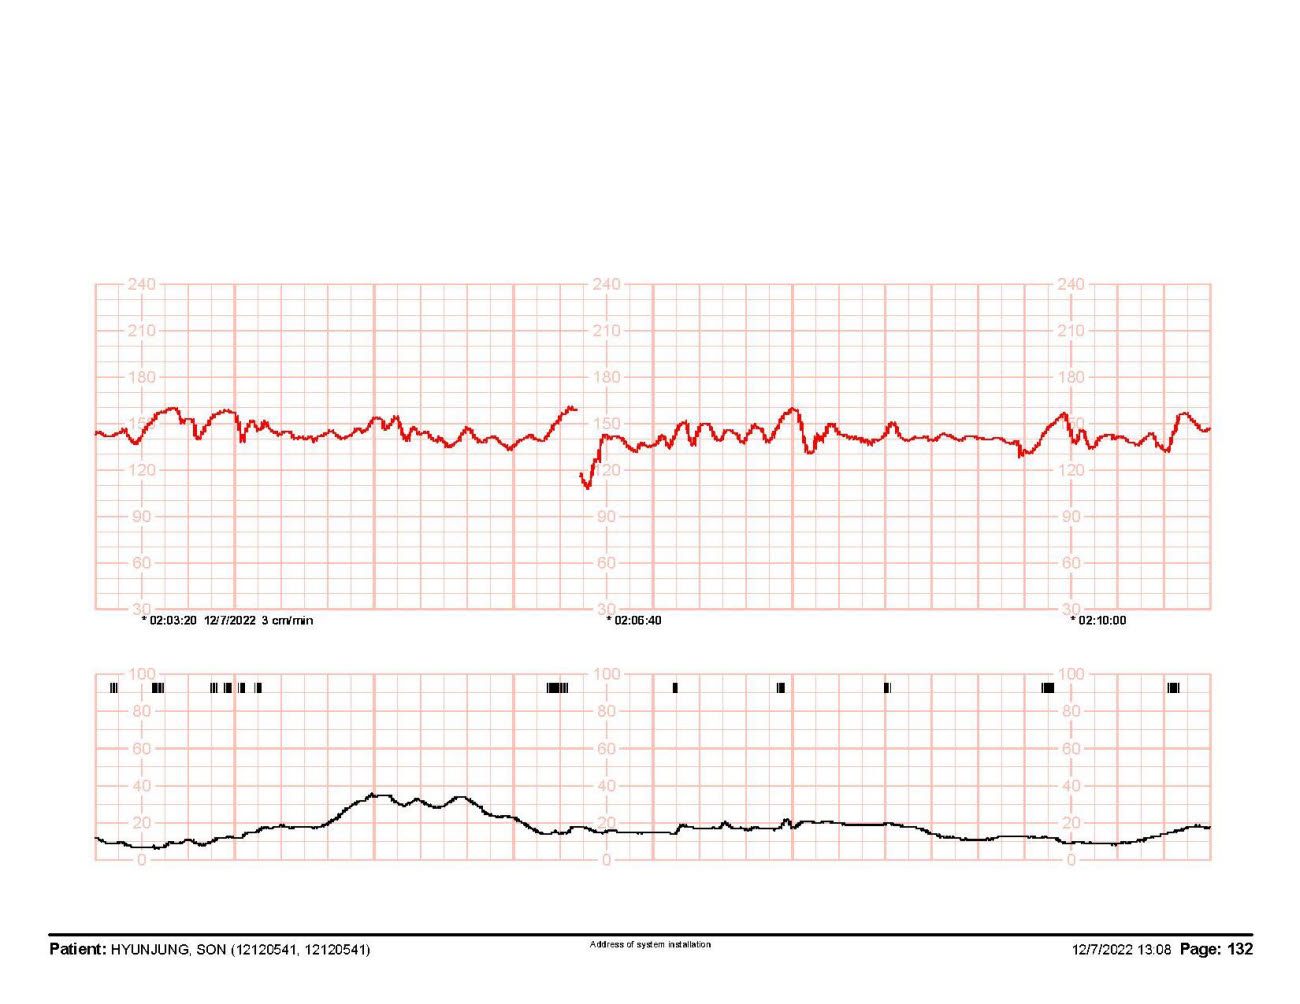 240 240 240
210 210 210
180 180 180
150 150 150
120 120 120
90 90 90
60 60 60
30 30 30
* 02:03:20 12/7/2022 3 cm/min * 02:06:40 * 02:10:00
100 100 100
80 80 80
60 60 60
40 40 40
20 20 20
0 0 0
Patient: HYUNJUNG, SON (12120541, 12120541) Address of system installation 12/7/2022 13:08 Page: 132